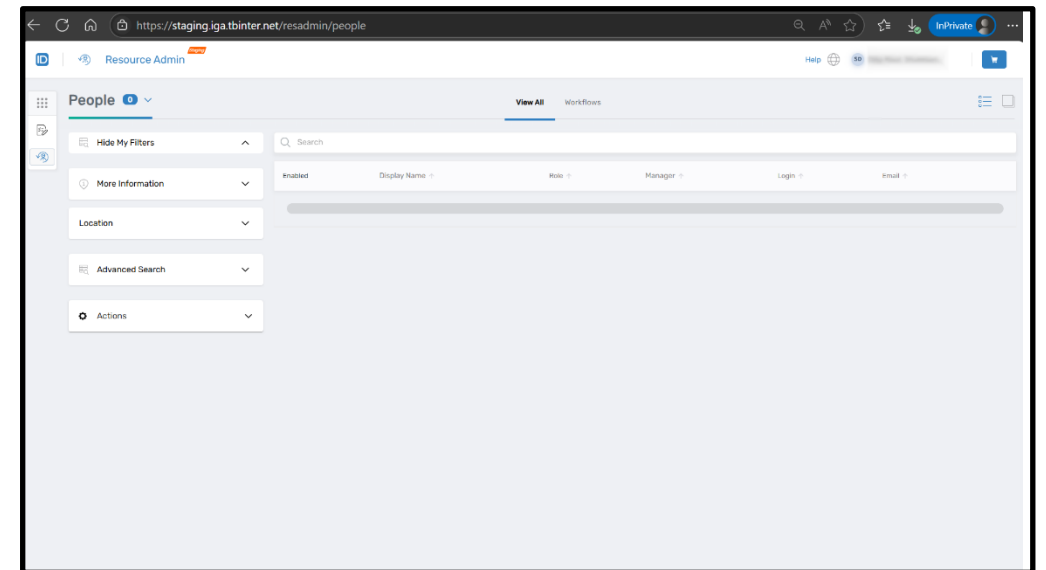 https://staging.iga.tbinter.net/resadmin/people
InPrivate
ID
Resource Admin
Staging
Help
SD
People 0
View All
Workflows
Hide My Filters
Search
More Information
Enabled
Display Name
Role
Manager
Login
Email
Location
Advanced Search
Actions